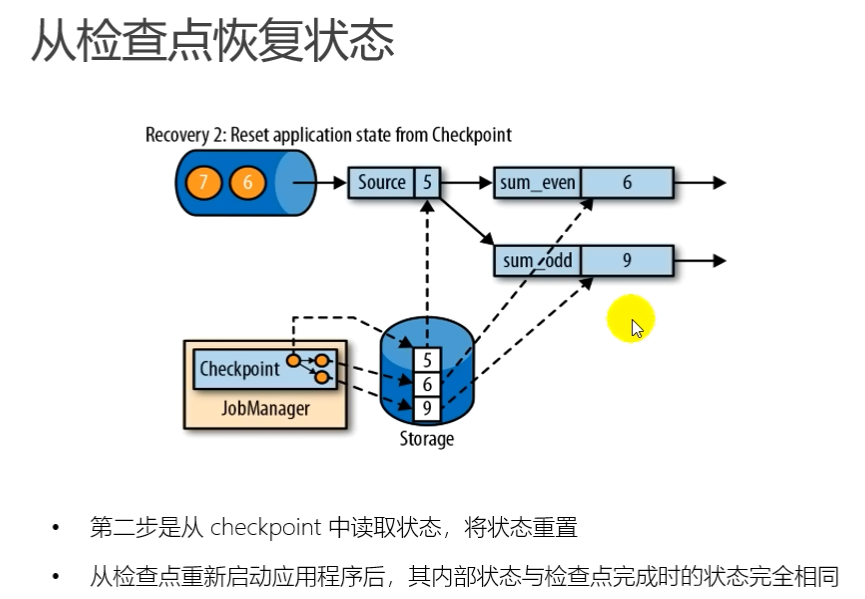 从检查点恢复状态
Recovery 2: Reset application state from Checkpoint
7 6 Source 5 sum_even 6
sum_odd 9
Checkpoint
JobManager
5
6
9
Storage
• 第二步是从 checkpoint 中读取状态，将状态重置
• 从检查点重新启动应用程序后，其内部状态与检查点完成时的状态完全相同